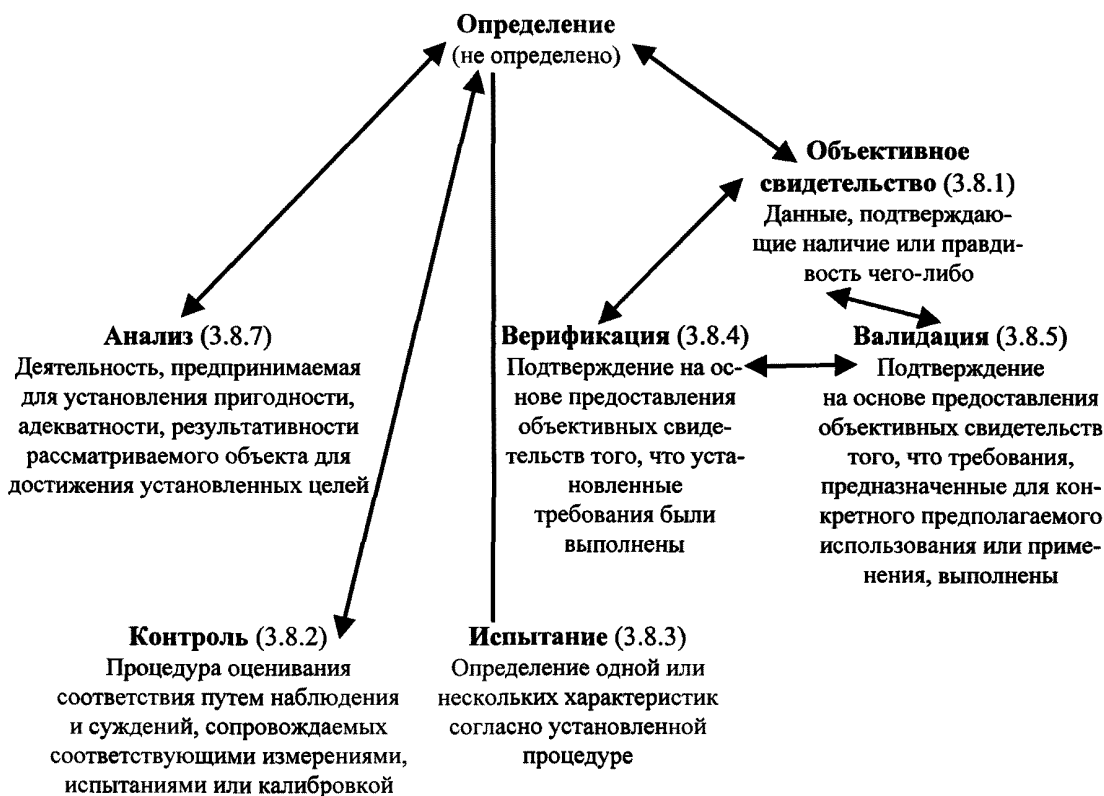 Определение
(не определено)
Объективное
свидетельство (3.8.1)
Данные, подтверждаю-
щие наличие или правди-
вость чего-либо
Анализ (3.8.7)
Деятельность, предпринимаемая
для установления пригодности,
адекватности, результативности
рассматриваемого объекта для
достижения установленных целей
Верификация (3.8.4)
Подтверждение на ос-
нове предоставления
объективных свиде-
тельств того, что уста-
новленные
требования были
выполнены
Валидация (3.8.5)
Подтверждение
на основе предоставления
объективных свидетельств
того, что требования,
предназначенные для кон-
кретного предполагаемого
использования или приме-
нения, выполнены
Контроль (3.8.2)
Процедура оценивания
соответствия путем наблюдения
и суждений, сопровождаемых
соответствующими измерениями,
испытаниями или калибровкой
Испытание (3.8.3)
Определение одной или
нескольких характеристик
согласно установленной
процедуре